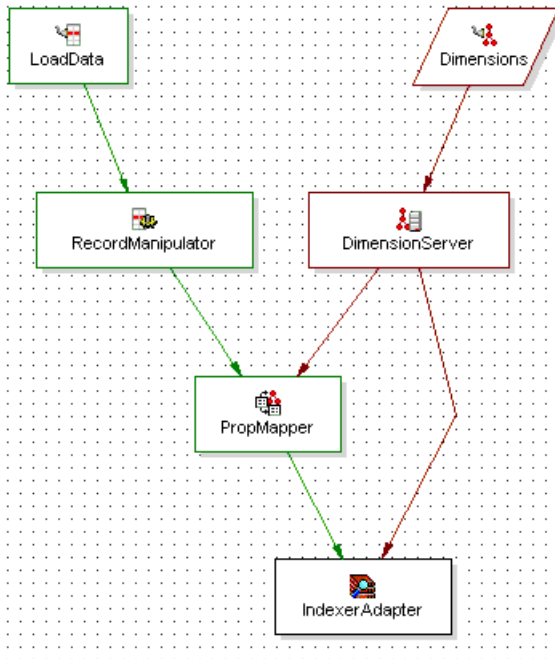 LoadData
Dimensions
RecordManipulator
DimensionServer
PropMapper
IndexerAdapter